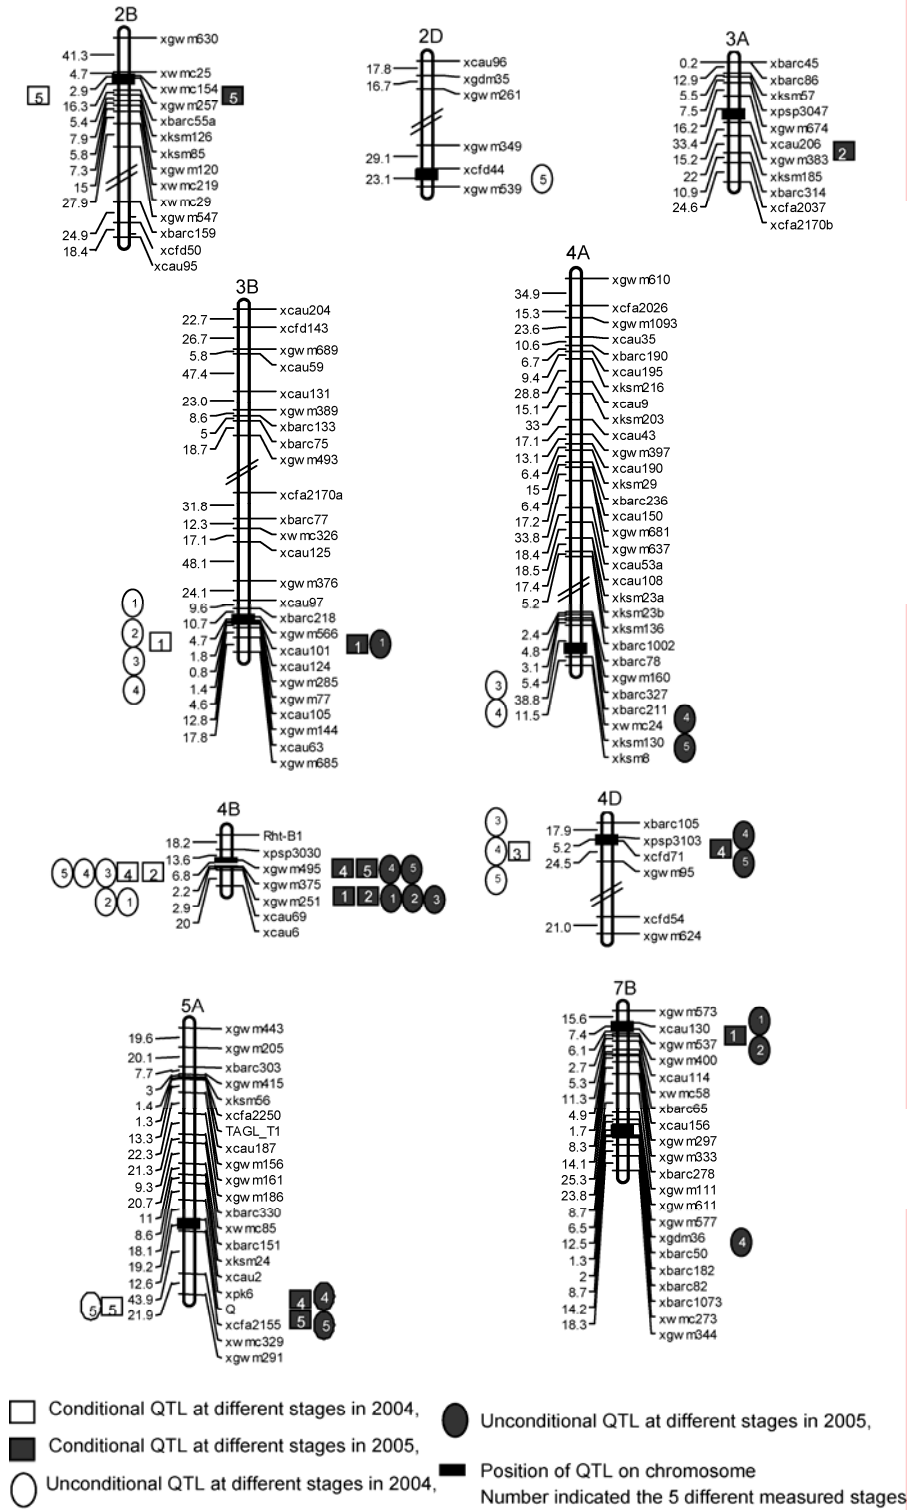 2B
xgwm630
41.3
4.7
2.9
16.3
5.4
7.9
5.8
7.3
15
27.9
24.9
18.4
xwmc25
xwmc154
xgwm257
xbarc55a
xksm126
xksm85
xgwm120
xwmc219
xwmc29
xgwm547
xbarc159
xcfd50
xcau95
5
5
2D
17.8
16.7
29.1
23.1
xcau96
xgdm35
xgwm261
xgwm349
xcfd44
xgwm539
5
3A
0.2
12.9
5.5
7.5
16.2
33.4
15.2
22
10.9
24.6
xbarc45
xbarc86
xksm57
xpsp3047
xgwm674
xcau206
xgwm383
xksm185
xbarc314
xcfa2037
xcfa2170b
2
3B
22.7
26.7
5.8
47.4
23.0
8.6
5
18.7
31.8
12.3
17.1
48.1
24.1
9.6
10.7
4.7
1.8
0.8
1.4
4.6
12.8
17.8
xcau204
xcfd143
xgwm689
xcau59
xcau131
xgwm389
xbarc133
xbarc75
xgwm493
xcfa2170a
xbarc77
xwmc326
xcau125
xgwm376
xcau97
xbarc218
xgwm566
xcau101
xcau124
xgwm285
xgwm77
xcau105
xgwm144
xcau63
xgwm685
1
2
3
4
1
1 1
4A
34.9
15.3
23.6
10.6
6.7
9.4
28.8
15.1
33
17.1
13.1
6.4
15
6.4
17.2
33.8
18.4
18.5
17.4
5.2
2.4
4.8
3.1
5.4
38.8
11.5
xgwm610
xcfa2026
xgwm1093
xcau35
xbarc190
xcau195
xksm216
xcau9
xksm203
xcau43
xgwm397
xcau190
xksm29
xbarc236
xcau150
xgwm681
xgwm637
xcau53a
xcau108
xksm23a
xksm23b
xksm136
xbarc1002
xbarc78
xgwm160
xbarc327
xbarc211
xwmc24
xksm130
xksm8
3
4
4
5
4B
18.2
13.6
6.8
2.2
2.9
20
Rht-B1
xpsp3030
xgwm495
xgwm375
xgwm251
xcau69
xcau6
5 4 3 4 2
2 1
4 5 4 5
1 2 1 2 3
4D
17.9
5.2
24.5
21.0
xbarc105
xpsp3103
xcfd71
xgwm95
xcfd54
xgwm624
3
4
5
3
4
4
5
5A
19.6
20.1
7.7
3
1.4
1.3
13.3
22.3
21.3
9.3
20.7
11
8.6
18.1
19.2
12.6
43.9
21.9
xgwm443
xgwm205
xbarc303
xgwm415
xksm56
xcfa2250
TAGL_T1
xcau187
xgwm156
xgwm161
xgwm186
xbarc330
xwmc85
xbarc151
xksm24
xcau2
xpk6
Q
xcfa2155
xwmc329
xgwm291
5 5
4 4
5 5
7B
15.6
7.4
6.1
2.7
5.3
11.3
4.9
1.7
8.3
14.1
25.3
23.8
8.7
6.5
12.5
1.3
2
8.7
14.2
18.3
xgwm573
xcau130
xgwm537
xgwm400
xcau114
xwmc58
xbarc65
xcau156
xgwm297
xgwm333
xbarc278
xgwm111
xgwm611
xgwm577
xgdm36
xbarc50
xbarc182
xbarc82
xbarc1073
xwmc273
xgwm344
1
1
2
4
Conditional QTL at different stages in 2004,
Conditional QTL at different stages in 2005,
Unconditional QTL at different stages in 2004,
Unconditional QTL at different stages in 2005,
Position of QTL on chromosome
Number indicated the 5 different measured stages